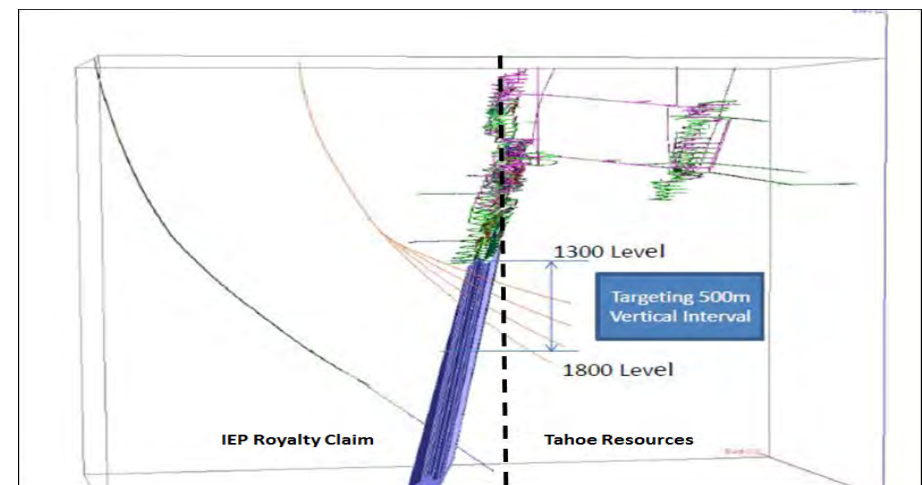 1300 Level
Targeting 500m
Vertical Interval
1800 Level
IEP Royalty Claim
Tahoe Resources